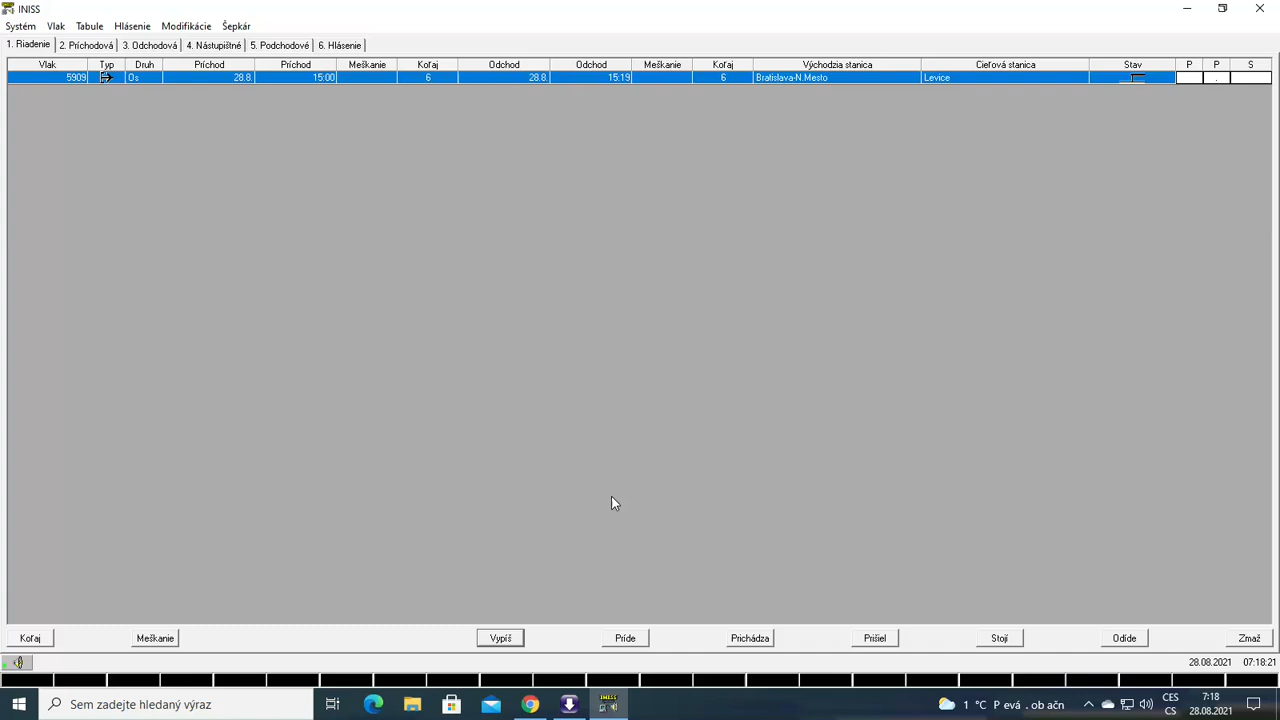 INISS
Systém Vlak Tabule Hlásenie Modifikácie Šepkár
1. Riadenie 2. Príchodová 3. Odchodová 4. Nástupištné 5. Podchodové 6. Hlásenie
Vlak Typ Druh Príchod Príchod Meškanie Koľaj Odchod Odchod Meškanie Koľaj Východzia stanica Cieľová stanica Stav P P S
5909 Os 28.8. 15:00 6 28.8. 15:19 6 Bratislava-N.Mesto Levice .
Koľaj Meškanie Vypíš Príde Prichádza Prišiel Stojí Odíde Zmaž
28.08.2021 07:18:21
Sem zadejte hledaný výraz 1 °C CES 7:18
CS 28.08.2021